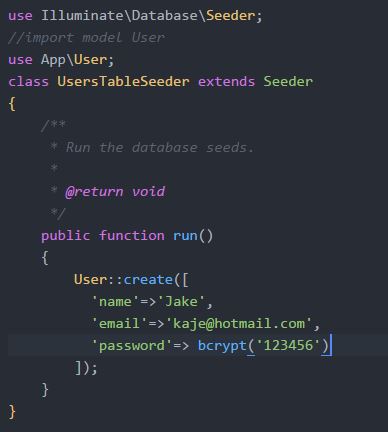 use Illuminate\Database\Seeder;
//import model User
use App\User;
class UsersTableSeeder extends Seeder
{
    /**
     * Run the database seeds.
     *
     * @return void
     */
    public function run()
    {
        User::create([
          'name'=>'Jake',
          'email'=>'kaje@hotmail.com',
          'password'=> bcrypt('123456')
        ]);
    }
}